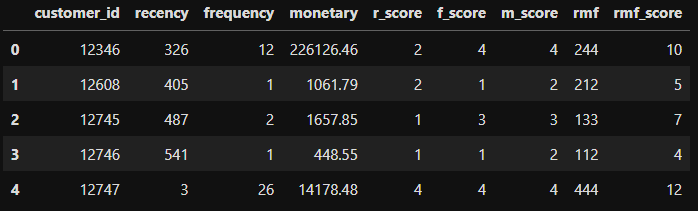 customer_id recency frequency monetary r_score f_score m_score rmf rmf_score
0 12346 326 12 226126.46 2 4 4 244 10
1 12608 405 1 1061.79 2 1 2 212 5
2 12745 487 2 1657.85 1 3 3 133 7
3 12746 541 1 448.55 1 1 2 112 4
4 12747 3 26 14178.48 4 4 4 444 12